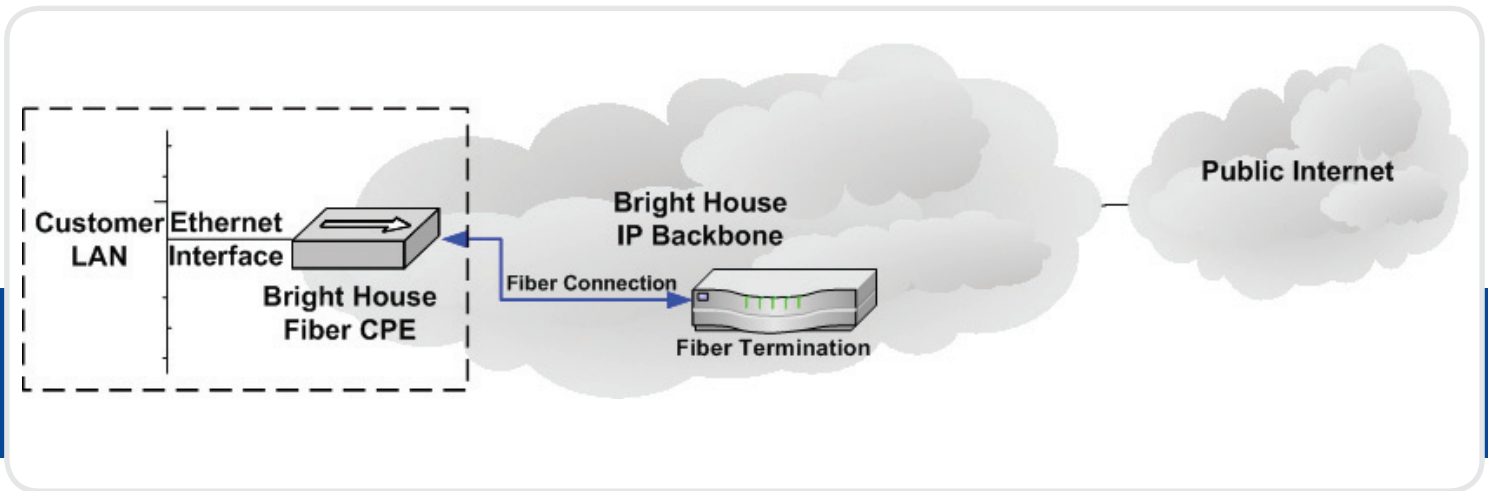 Customer
LAN
Ethernet
Interface
Bright House
Fiber CPE
Fiber Connection
Bright House
IP Backbone
Fiber Termination
Public Internet